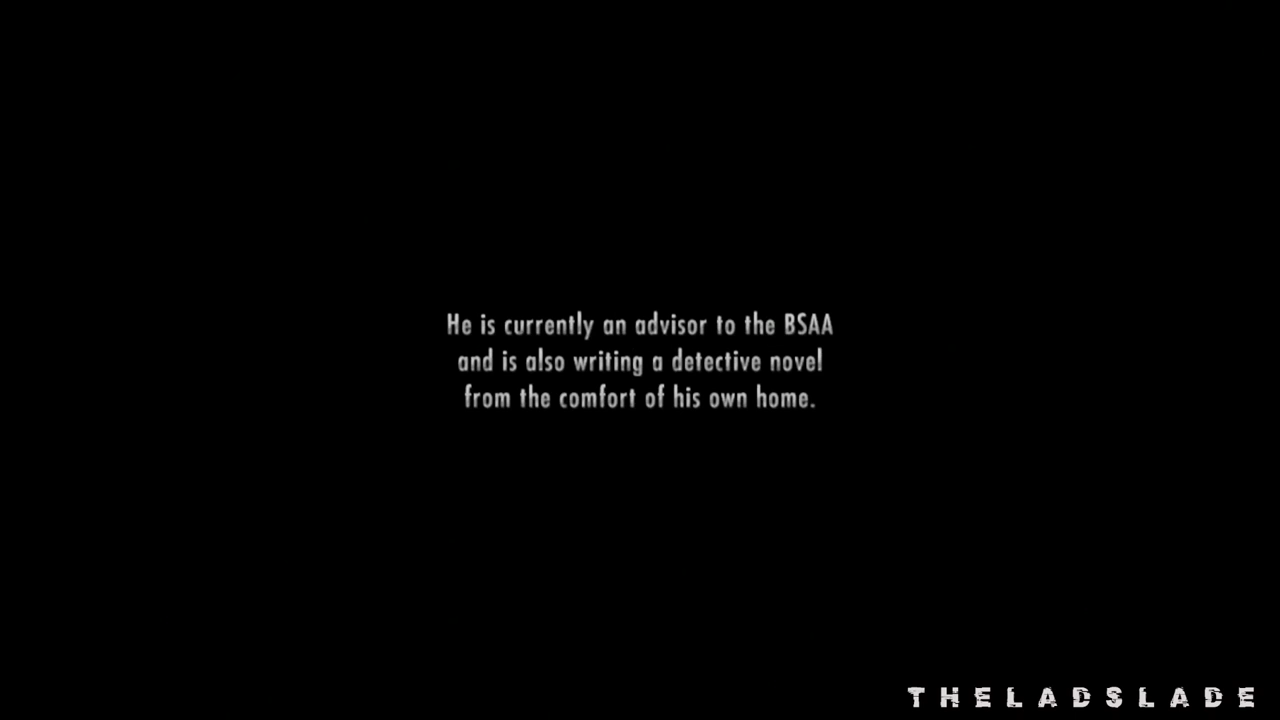 He is currently an advisor to the BSAA
and is also writing a detective novel
from the comfort of his own home.
THELADSLADE